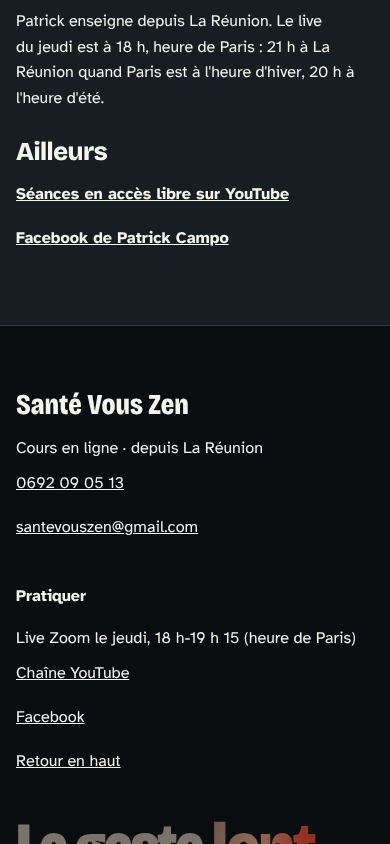 Patrick enseigne depuis La Réunion. Le live
du jeudi est à 18 h, heure de Paris : 21 h à La
Réunion quand Paris est à l'heure d'hiver, 20 h à
l'heure d'été.
Ailleurs
Séances en accès libre sur YouTube
Facebook de Patrick Campo
Santé Vous Zen
Cours en ligne · depuis La Réunion
0692 09 05 13
santevouszen@gmail.com
Pratiquer
Live Zoom le jeudi, 18 h-19 h 15 (heure de Paris)
Chaîne YouTube
Facebook
Retour en haut
Le geste lent